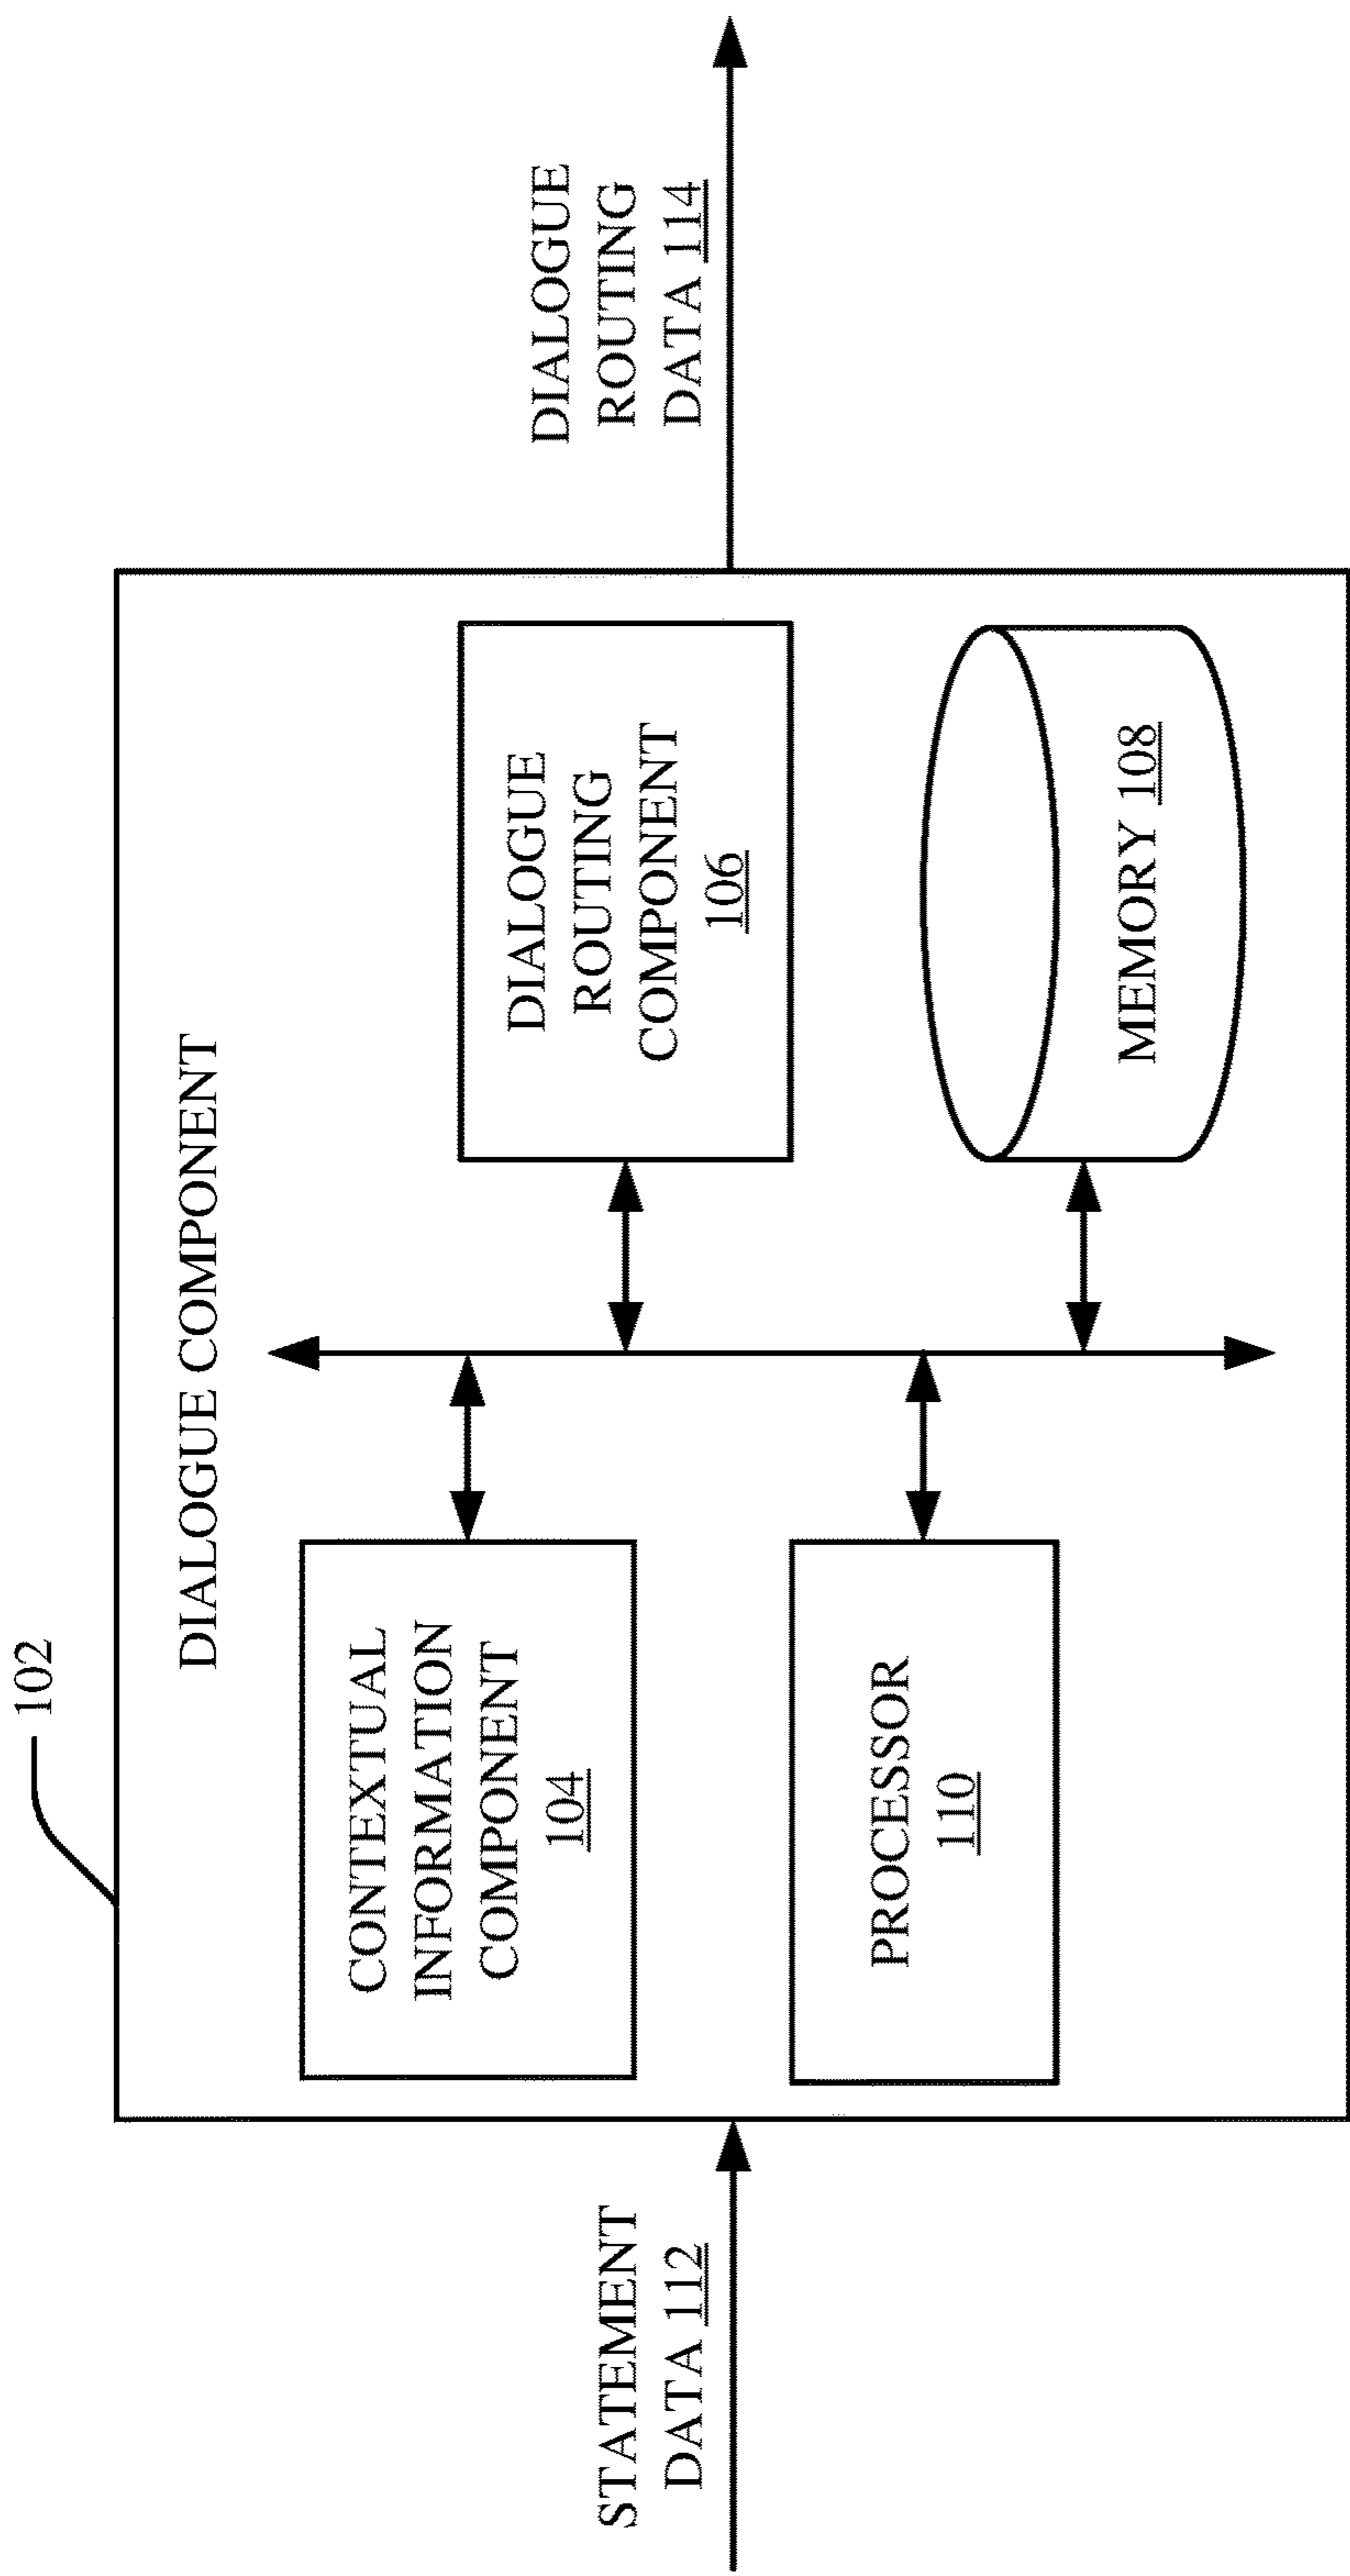 102
DIALOGUE COMPONENT
STATEMENT
DATA 112
CONTEXTUAL
INFORMATION
COMPONENT
104
PROCESSOR
110
DIALOGUE
ROUTING
COMPONENT
106
MEMORY 108
DIALOGUE
ROUTING
DATA 114